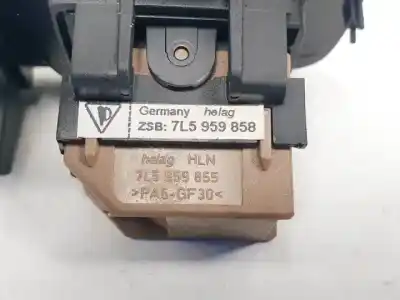 Germany helag
ZSB: 7L5 959 858
helag HLN
7L5 959 855
>PA6-GF30<